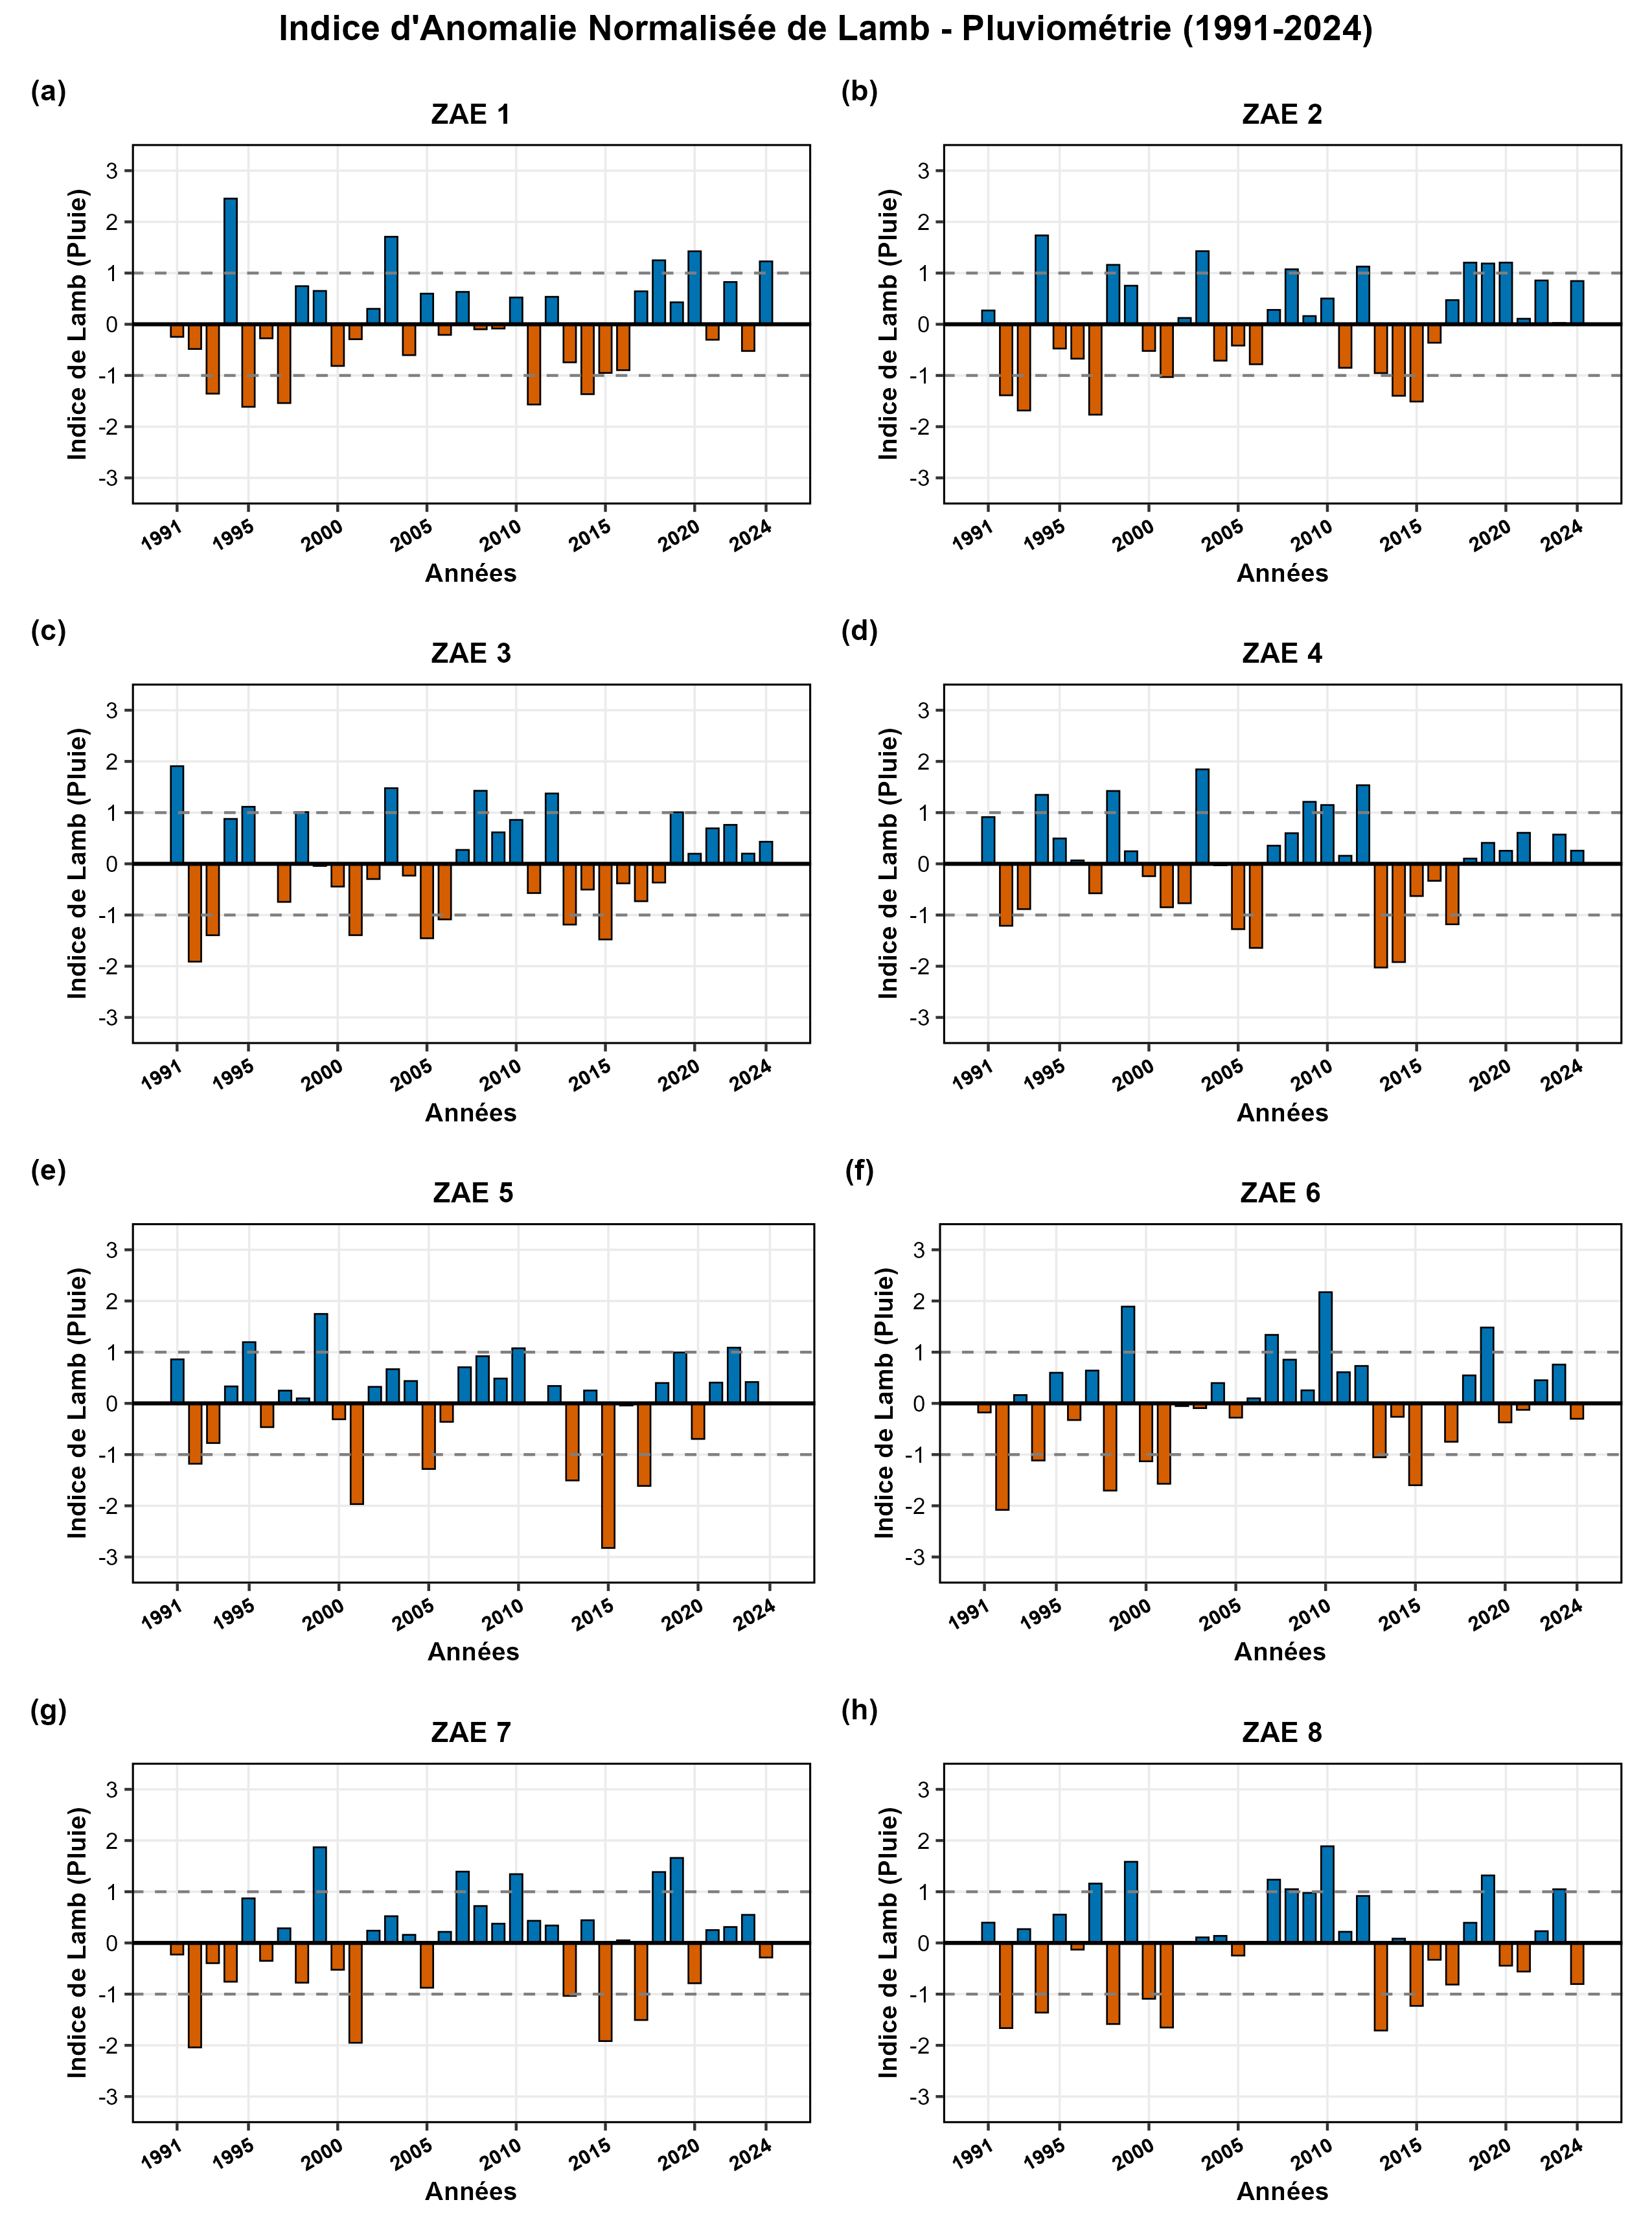 Indice d'Anomalie Normalisée de Lamb - Pluviométrie (1991-2024)
(a)
ZAE 1
Indice de Lamb (Pluie)
3
2
1
0
-1
-2
-3
1991 1995 2000 2005 2010 2015 2020 2024
Années
(b)
ZAE 2
Indice de Lamb (Pluie)
3
2
1
0
-1
-2
-3
1991 1995 2000 2005 2010 2015 2020 2024
Années
(c)
ZAE 3
Indice de Lamb (Pluie)
3
2
1
0
-1
-2
-3
1991 1995 2000 2005 2010 2015 2020 2024
Années
(d)
ZAE 4
Indice de Lamb (Pluie)
3
2
1
0
-1
-2
-3
1991 1995 2000 2005 2010 2015 2020 2024
Années
(e)
ZAE 5
Indice de Lamb (Pluie)
3
2
1
0
-1
-2
-3
1991 1995 2000 2005 2010 2015 2020 2024
Années
(f)
ZAE 6
Indice de Lamb (Pluie)
3
2
1
0
-1
-2
-3
1991 1995 2000 2005 2010 2015 2020 2024
Années
(g)
ZAE 7
Indice de Lamb (Pluie)
3
2
1
0
-1
-2
-3
1991 1995 2000 2005 2010 2015 2020 2024
Années
(h)
ZAE 8
Indice de Lamb (Pluie)
3
2
1
0
-1
-2
-3
1991 1995 2000 2005 2010 2015 2020 2024
Années